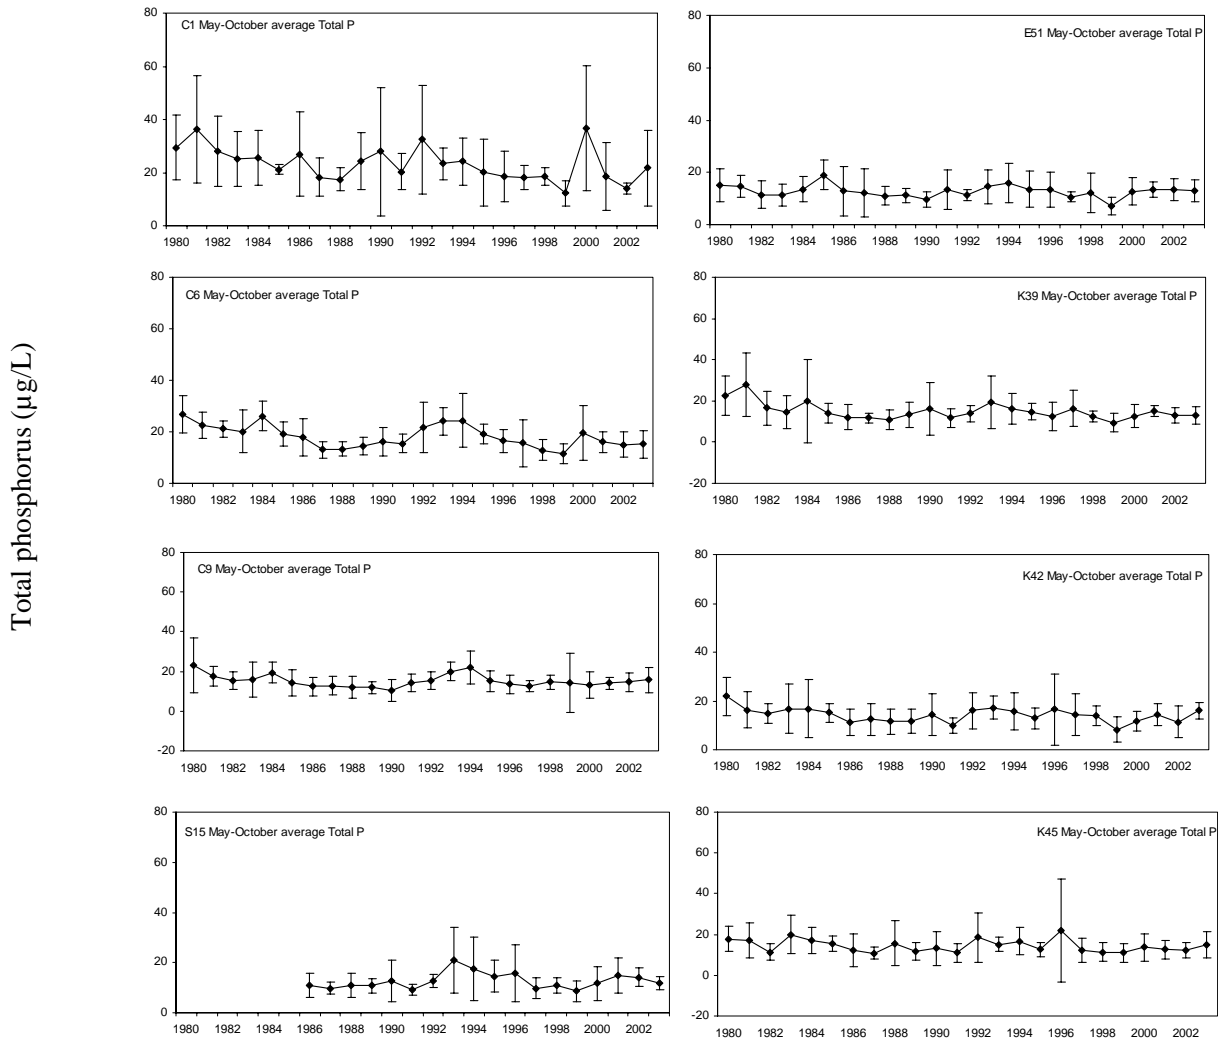 Total phosphorus (µg/L)
C1 May-October average Total P
80
60
40
20
0
1980 1982 1984 1986 1988 1990 1992 1994 1996 1998 2000 2002
E51 May-October average Total P
80
60
40
20
0
1980 1982 1984 1986 1988 1990 1992 1994 1996 1998 2000 2002
C6 May-October average Total P
80
60
40
20
0
1980 1982 1984 1986 1988 1990 1992 1994 1996 1998 2000 2002
K39 May-October average Total P
80
60
40
20
0
-20
1980 1982 1984 1986 1988 1990 1992 1994 1996 1998 2000 2002
C9 May-October average Total P
80
60
40
20
0
-20
1980 1982 1984 1986 1988 1990 1992 1994 1996 1998 2000 2002
K42 May-October average Total P
80
60
40
20
0
1980 1982 1984 1986 1988 1990 1992 1994 1996 1998 2000 2002
S15 May-October average Total P
80
60
40
20
0
1980 1982 1984 1986 1988 1990 1992 1994 1996 1998 2000 2002
K45 May-October average Total P
80
60
40
20
0
-20
1980 1982 1984 1986 1988 1990 1992 1994 1996 1998 2000 2002